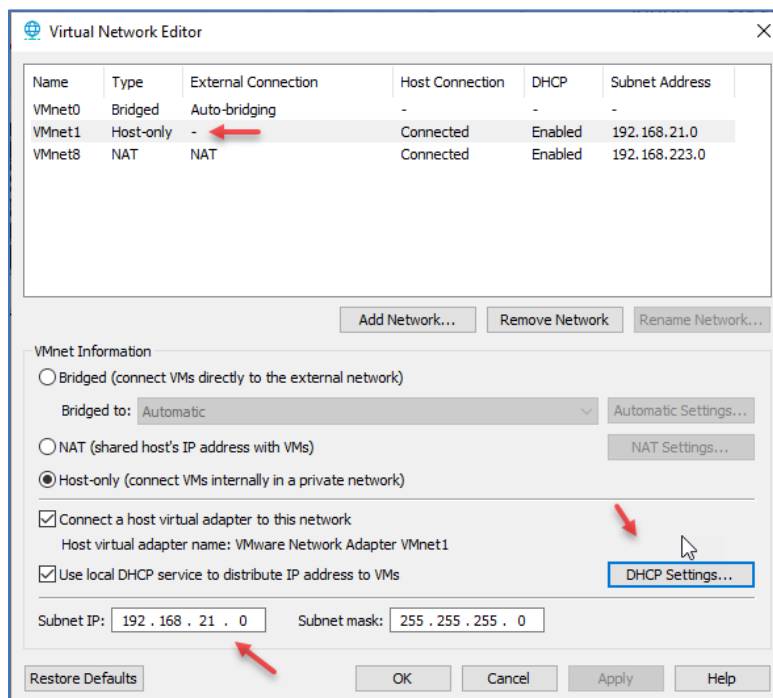 Virtual Network Editor
Name Type External Connection Host Connection DHCP Subnet Address
VMnet0 Bridged Auto-bridging - - -
VMnet1 Host-only - Connected Enabled 192.168.21.0
VMnet8 NAT NAT Connected Enabled 192.168.223.0
Add Network... Remove Network Rename Network...
VMnet Information
Bridged (connect VMs directly to the external network)
Bridged to: Automatic Automatic Settings...
NAT (shared host's IP address with VMs) NAT Settings...
Host-only (connect VMs internally in a private network)
Connect a host virtual adapter to this network
Host virtual adapter name: VMware Network Adapter VMnet1
Use local DHCP service to distribute IP address to VMs DHCP Settings...
Subnet IP: 192 . 168 . 21 . 0 Subnet mask: 255 . 255 . 255 . 0
Restore Defaults OK Cancel Apply Help